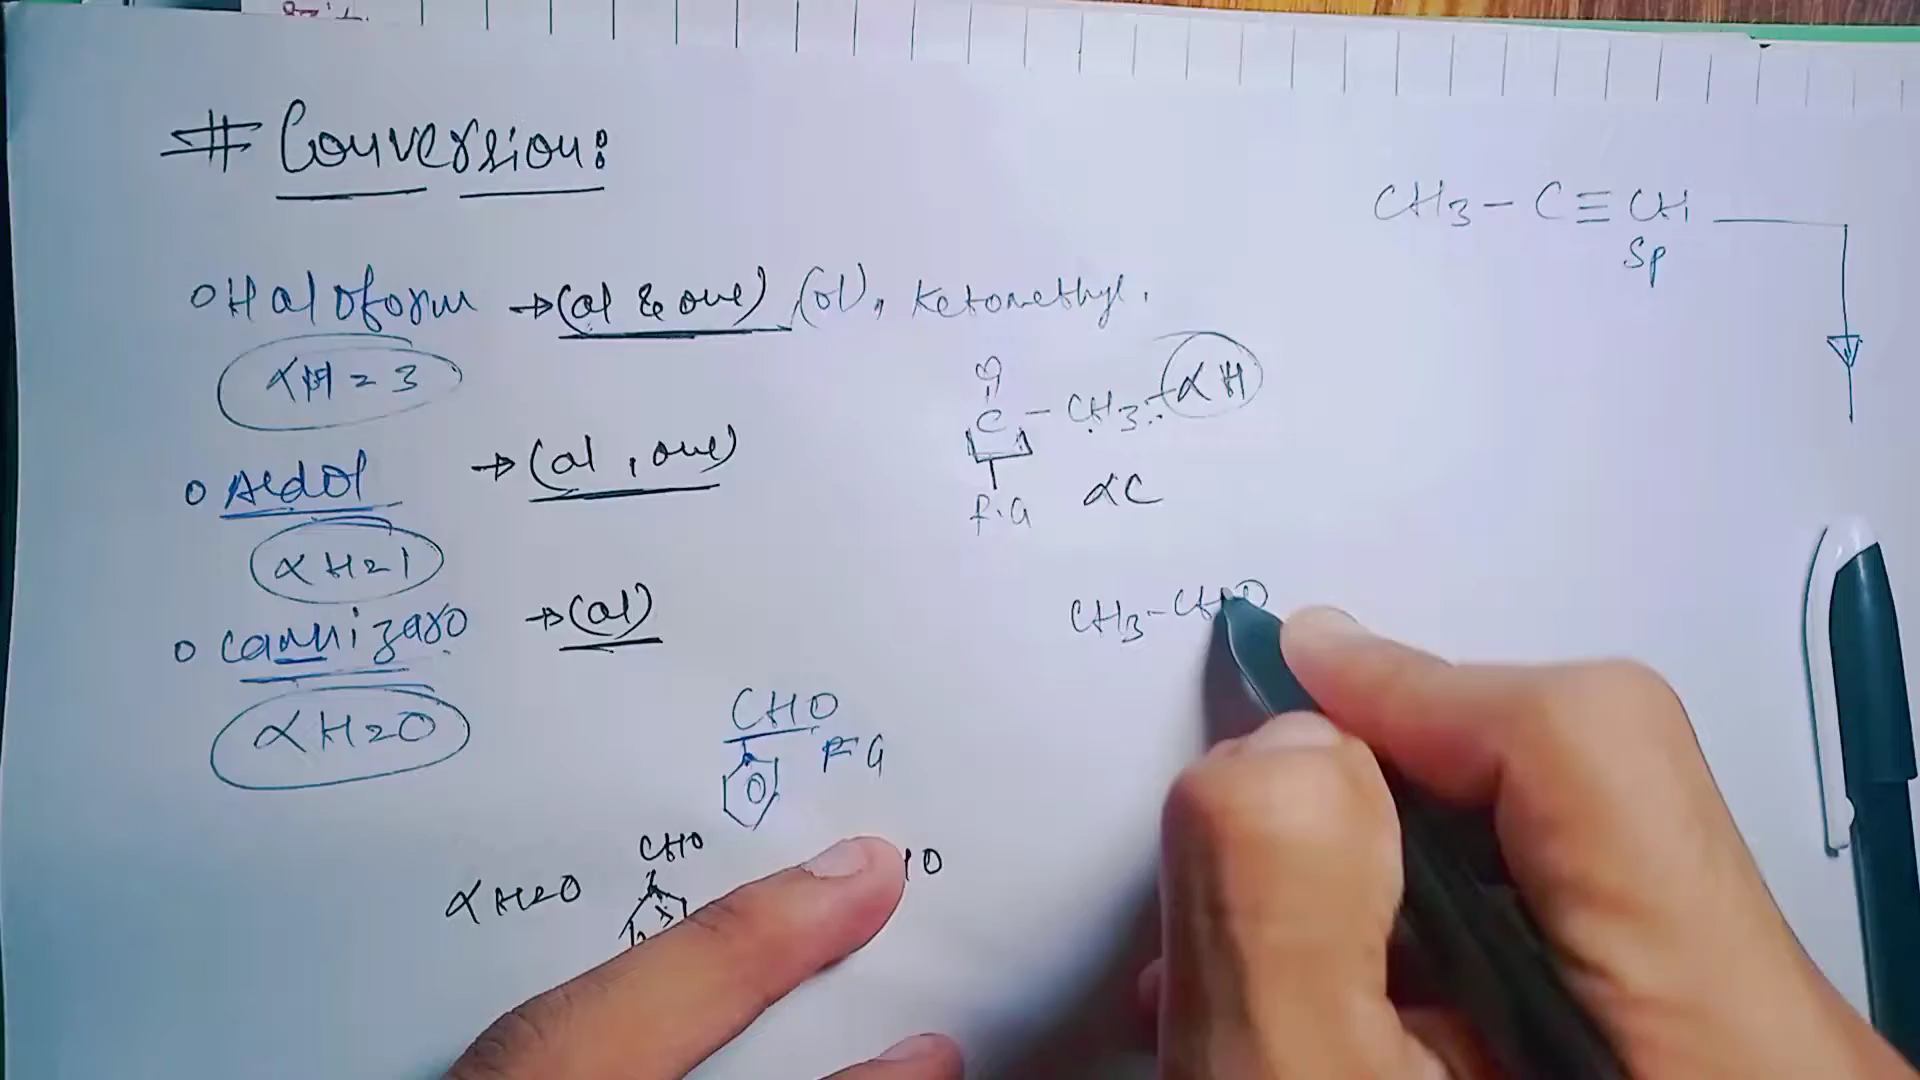 # Conversion:
CH3 - C ≡ CH
Sp
o Haloform → (al & one), (ol), Ketomethyl.
αH = 3
O
C - CH3 - αH
F.G
αC
o Aldol → (al, one)
αH=1
o cannizaro → (al)
αH=0
CH3-CHO
CHO
F G
CHO
αH=0